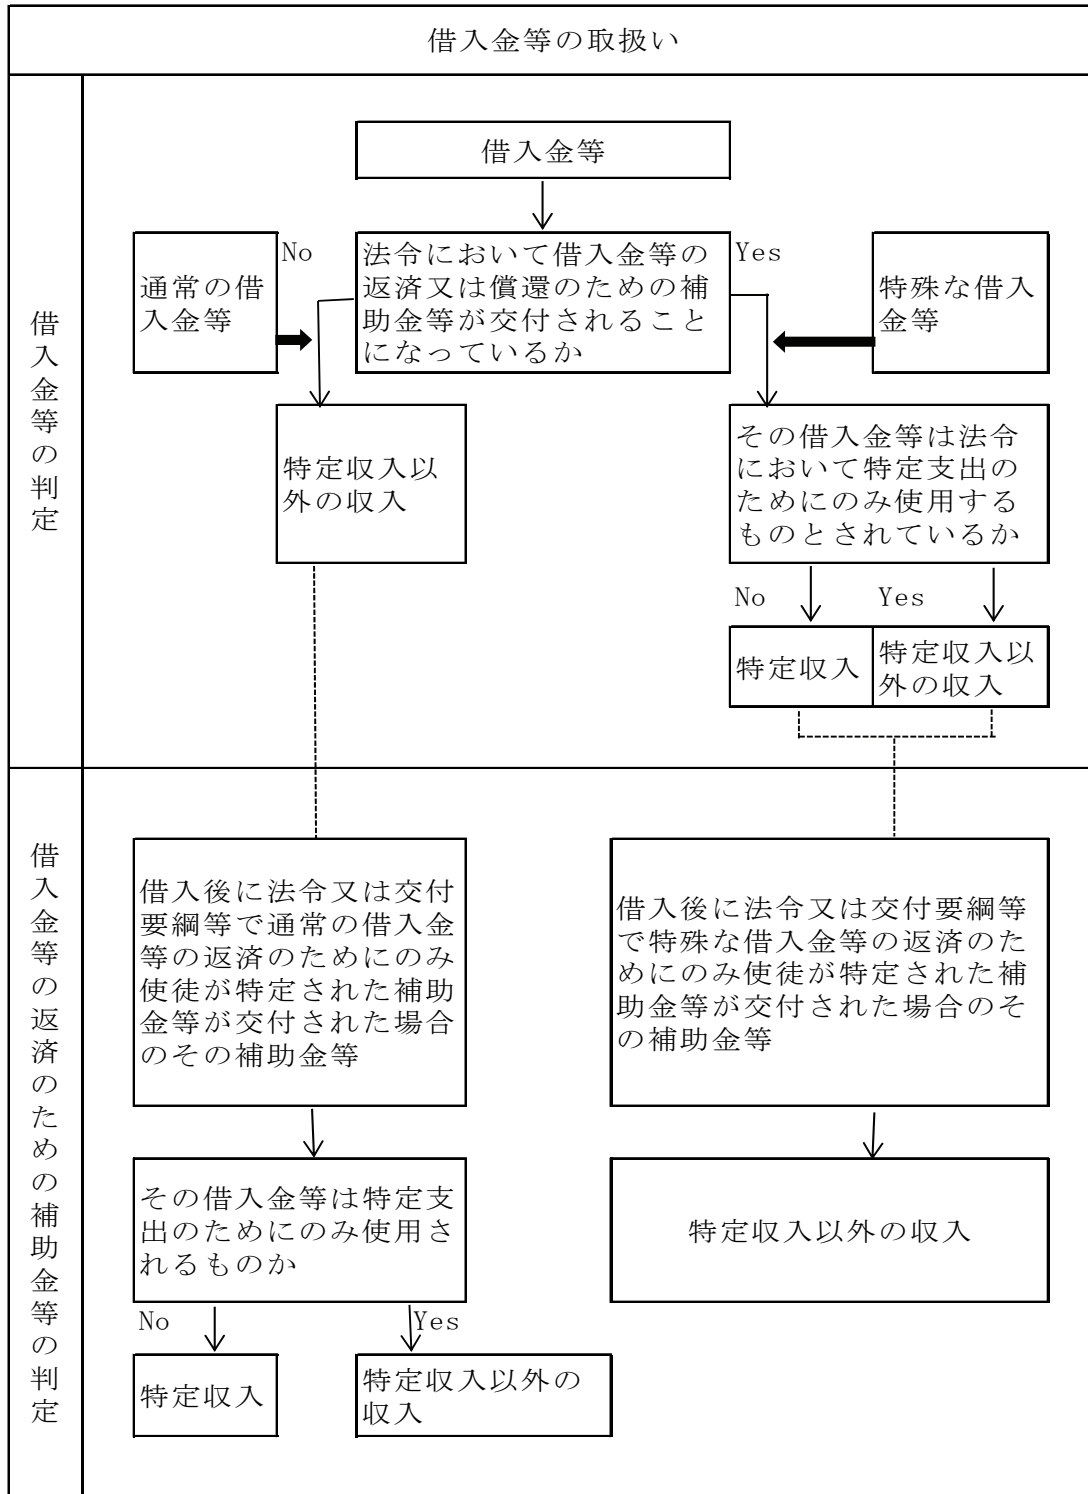 借入金等の取扱い
借入金等の判定
借入金等
No
Yes
通常の借
入金等
法令において借入金等の
返済又は償還のための補
助金等が交付されること
になっているか
特殊な借入
金等
特定収入以
外の収入
その借入金等は法令
において特定支出の
ためにのみ使用する
ものとされているか
No
Yes
特定収入
特定収入以
外の収入
借入金等の返済のための補助金等の判定
借入後に法令又は交付
要綱等で通常の借入金
等の返済のためにのみ
使途が特定された補助
金等が交付された場合
のその補助金等
借入後に法令又は交付要綱等
で特殊な借入金等の返済のた
めにのみ使途が特定された補
助金等が交付された場合のそ
の補助金等
その借入金等は特定支
出のためにのみ使用さ
れるものか
特定収入以外の収入
No
Yes
特定収入
特定収入以外の
収入